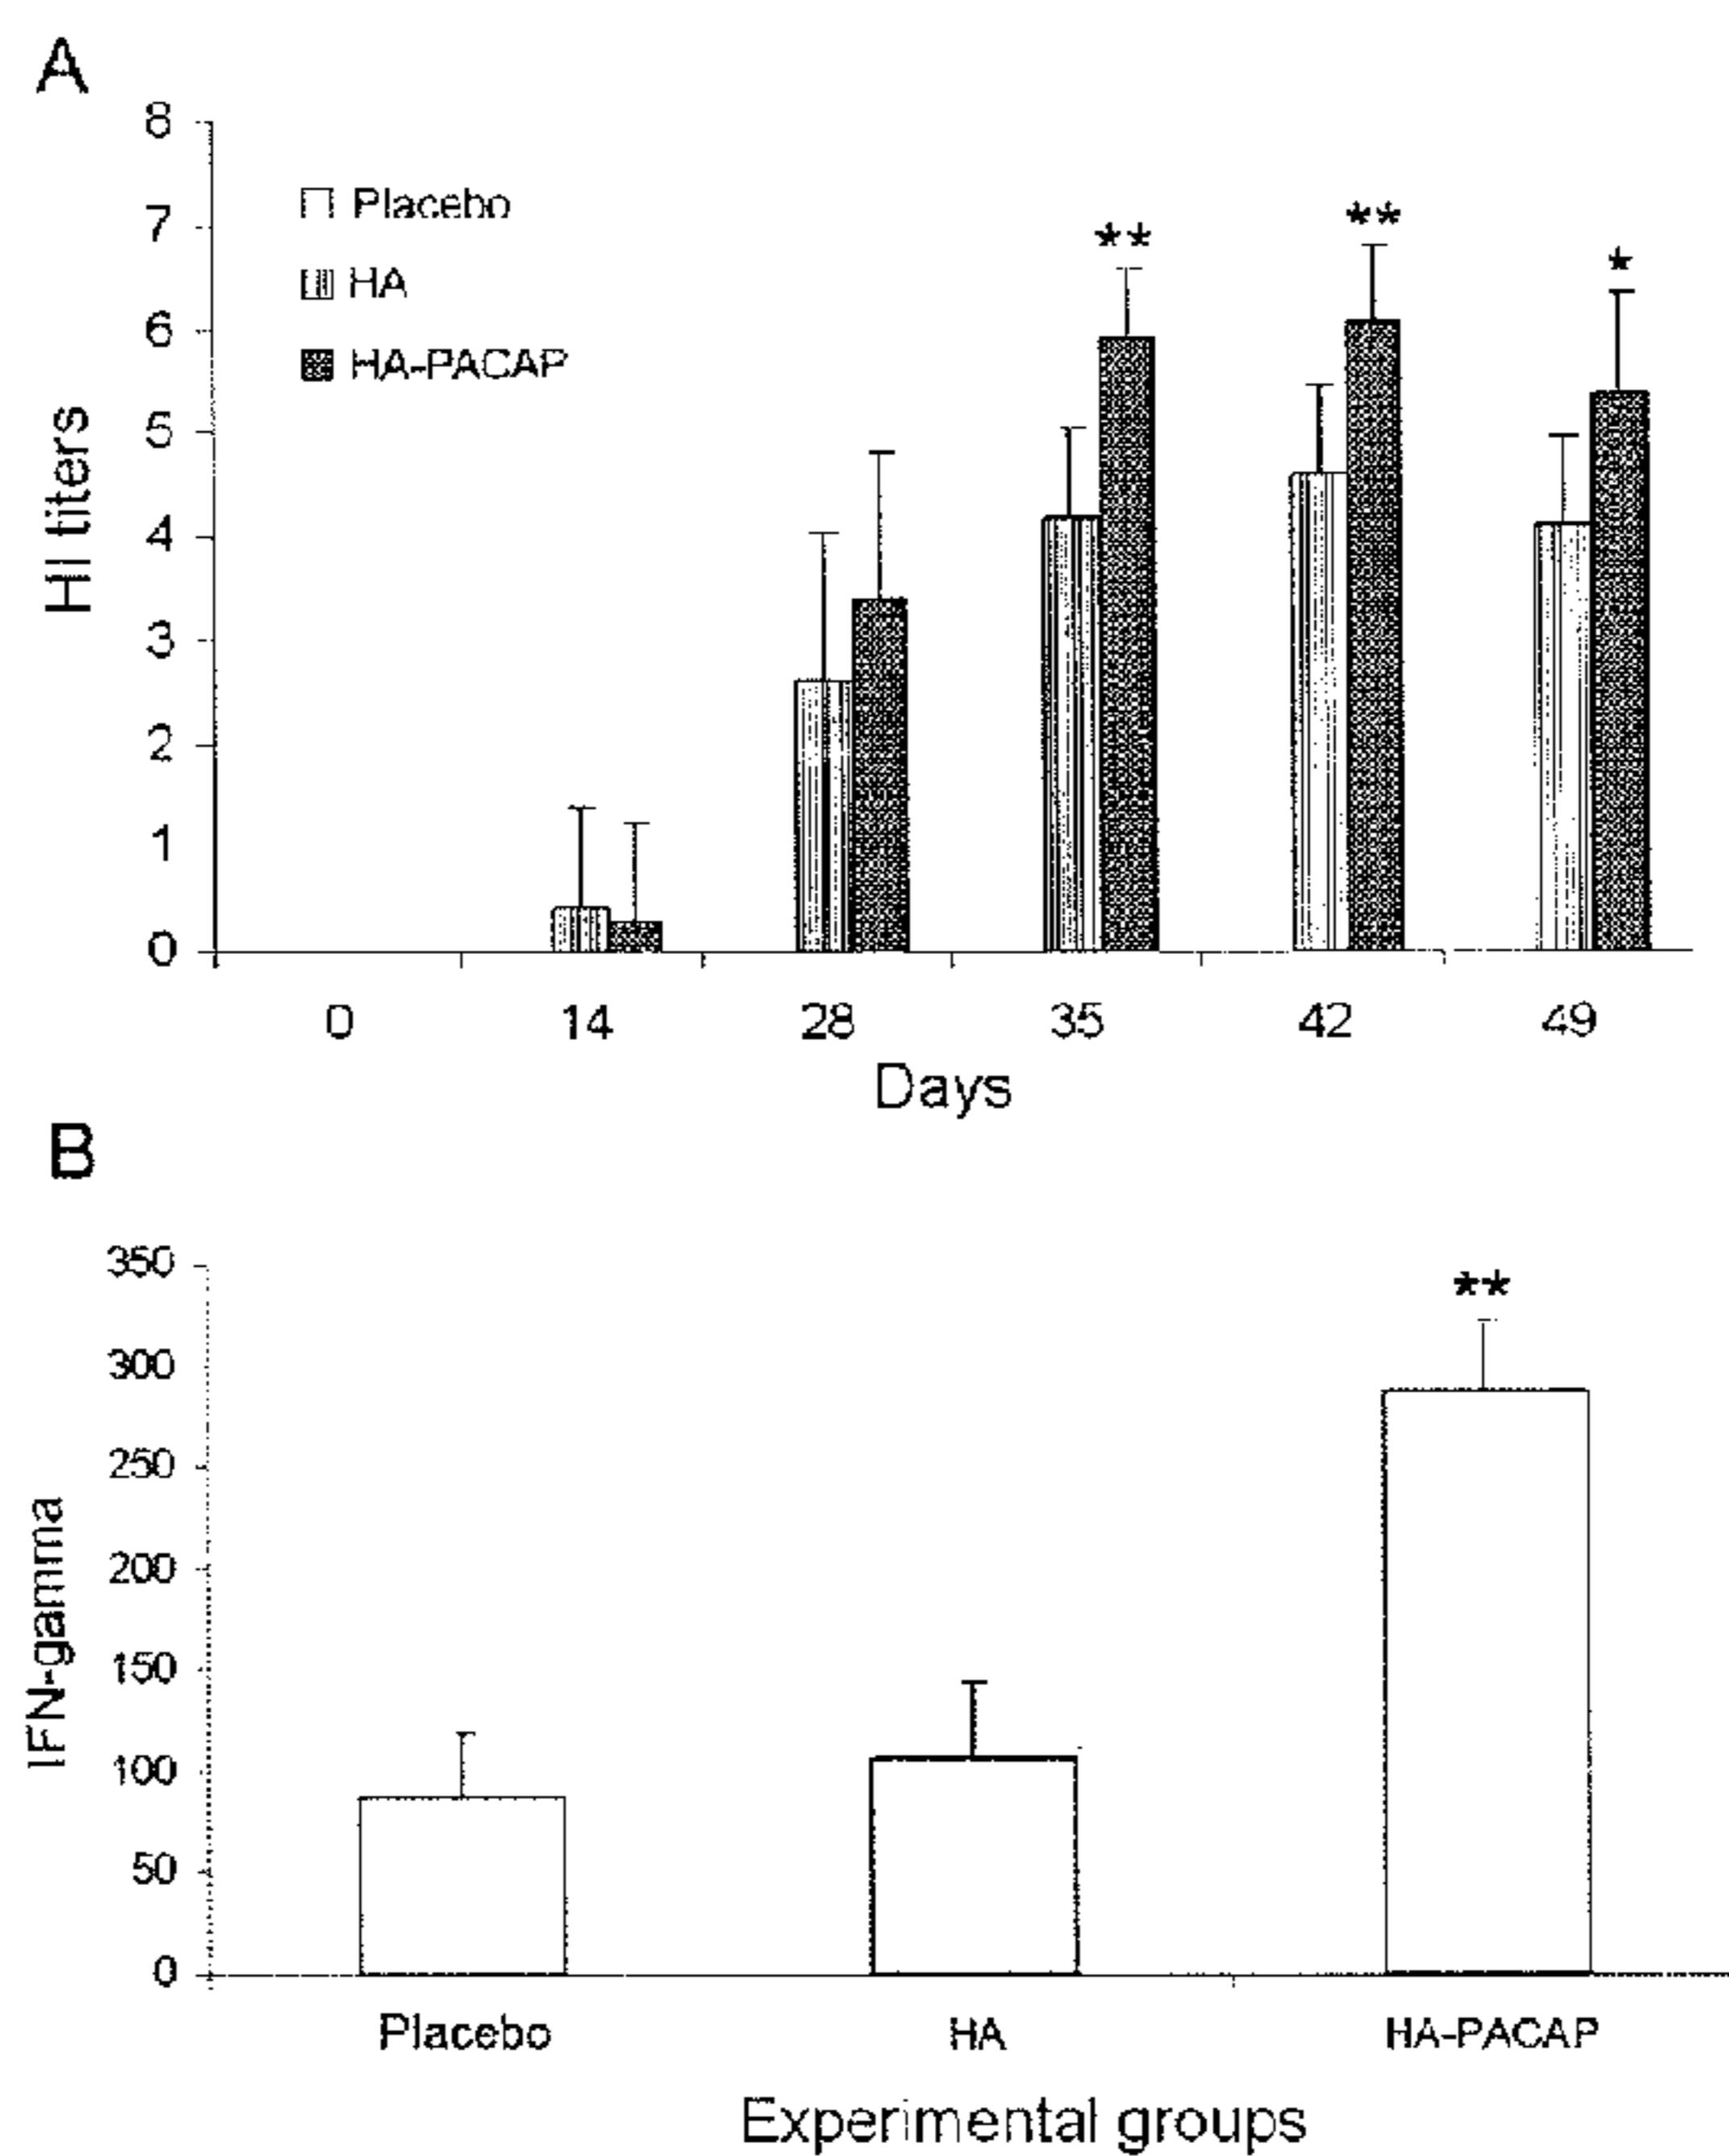 A
8
7
6
5
4
3
2
1
0
HI titers
Placebo
HA
HA-PACAP
**
**
*
0 14 28 35 42 49
Days
B
350
300
250
200
150
100
50
0
IFN-gamma
**
Placebo HA HA-PACAP
Experimental groups